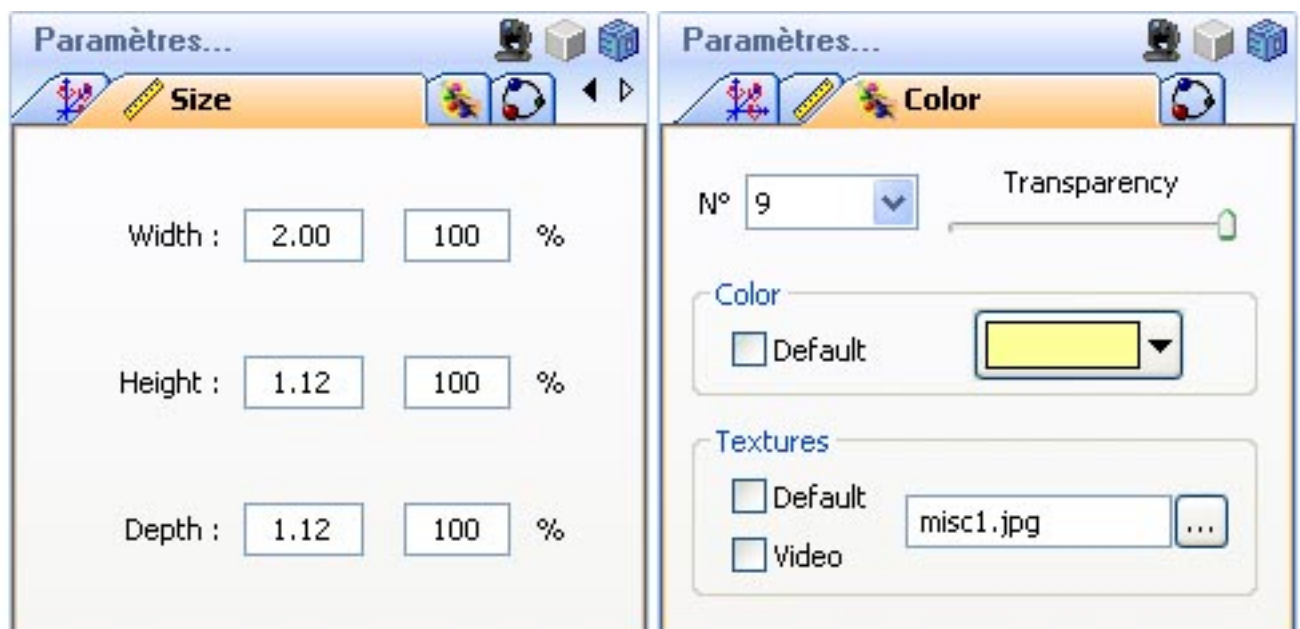 Paramètres...
Size
Width : 2.00 100 %
Height : 1.12 100 %
Depth : 1.12 100 %
Paramètres...
Color
N° 9 Transparency
Color
Default
Textures
Default
misc1.jpg ...
Video